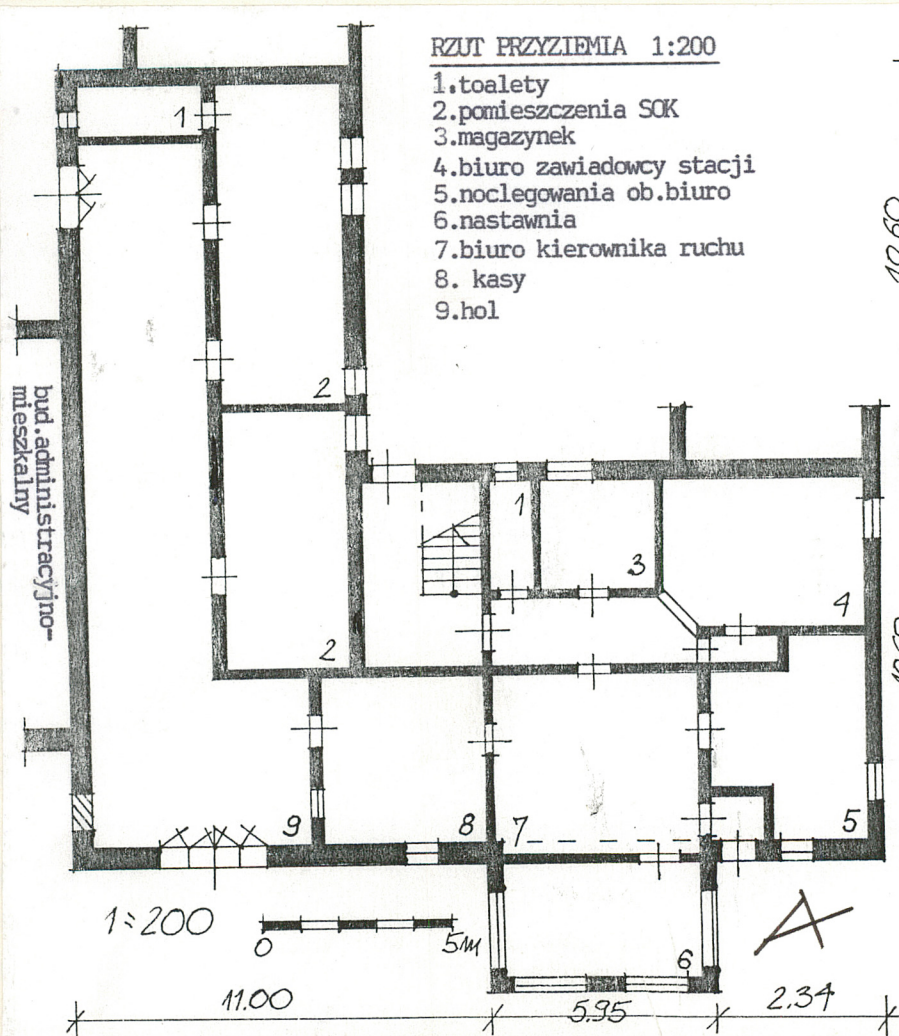 RZUT PRZYZIEMIA 1:200
1.toalety
2.pomieszczenia SOK
3.magazynek
4.biuro zawiadowcy stacji
5.noclegowania ob.biuro
6.nastawnia
7.biuro kierownika ruchu
8. kasy
9.hol
1
2
bud.administracyjno-
mieszkalny
1
3
4
2
9
8
7
5
6
1:200
0
5m
11.00
5.95
2.34